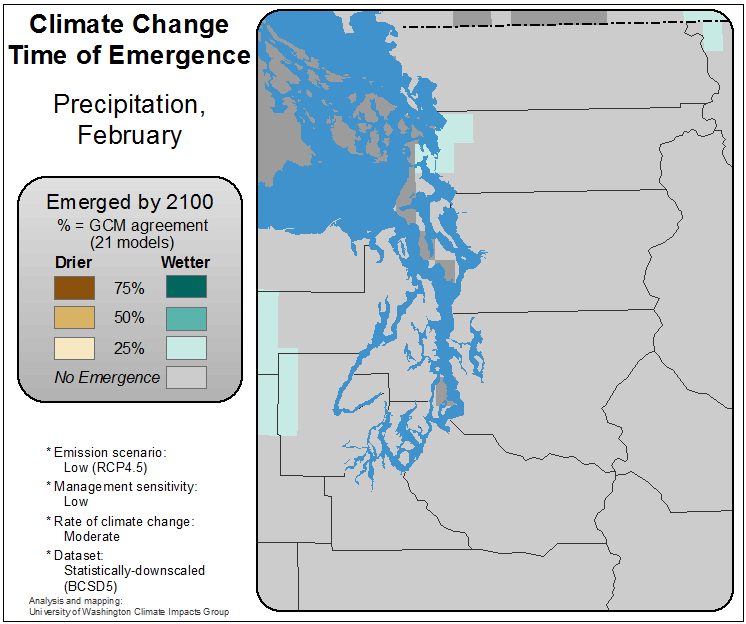 Climate Change
Time of Emergence
Precipitation,
February
Emerged by 2100
% = GCM agreement
(21 models)
Drier Wetter
75%
50%
25%
No Emergence
* Emission scenario:
Low (RCP4.5)
* Management sensitivity:
Low
* Rate of climate change:
Moderate
* Dataset:
Statistically-downscaled
(BCSD5)
Analysis and mapping:
University of Washington Climate Impacts Group